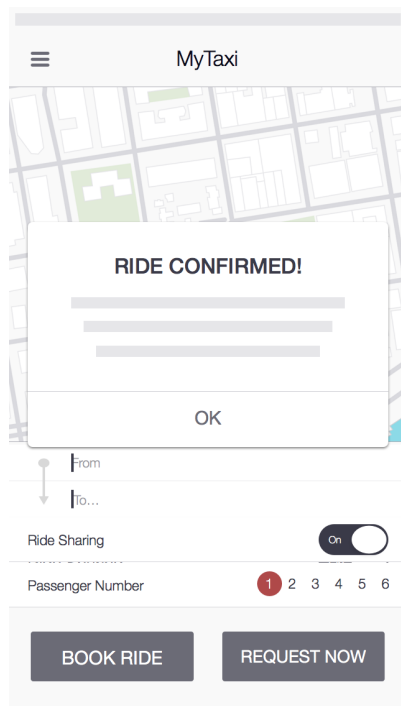 MyTaxi
RIDE CONFIRMED!
OK
From
To...
Ride Sharing On
Passenger Number 1 2 3 4 5 6
BOOK RIDE REQUEST NOW